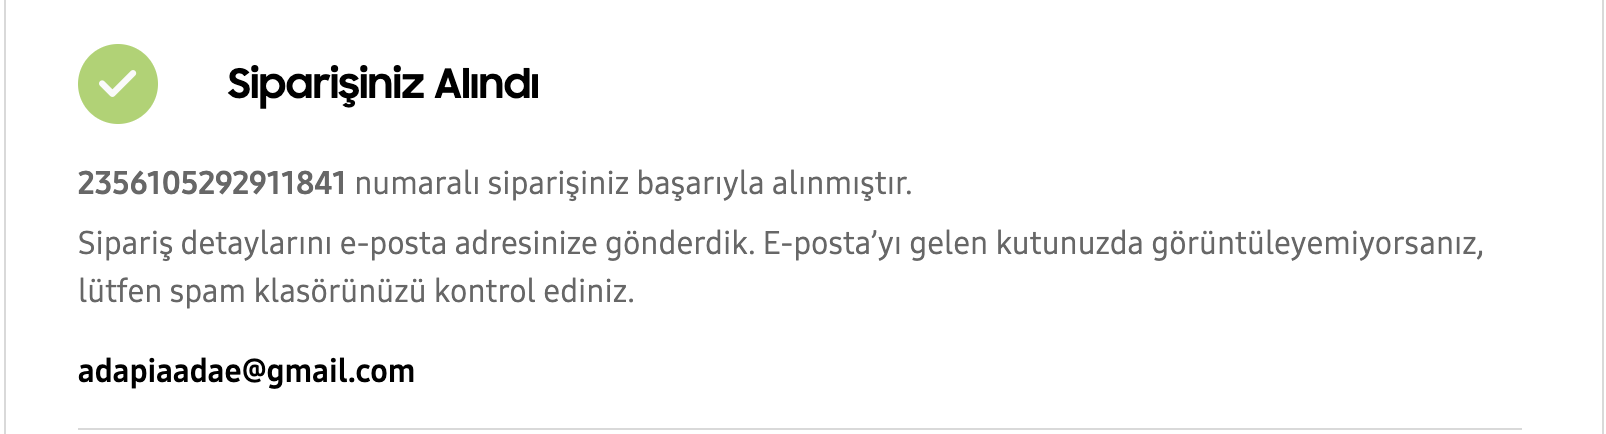 Siparişiniz Alındı
2356105292911841 numaralı siparişiniz başarıyla alınmıştır.
Sipariş detaylarını e-posta adresinize gönderdik. E-posta’yı gelen kutunuzda görüntüleyemiyorsanız,
lütfen spam klasörünüzü kontrol ediniz.
adapiaadae@gmail.com